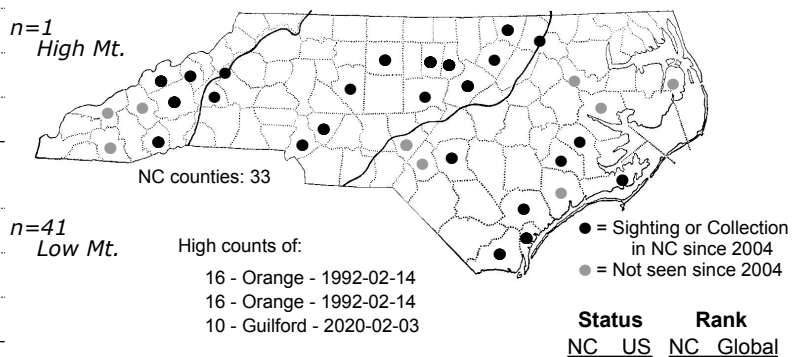 n=1
High Mt.
NC counties: 33
n=41
Low Mt.
High counts of:
16 - Orange - 1992-02-14
16 - Orange - 1992-02-14
10 - Guilford - 2020-02-03
= Sighting or Collection
in NC since 2004
= Not seen since 2004
Status Rank
NC US NC Global